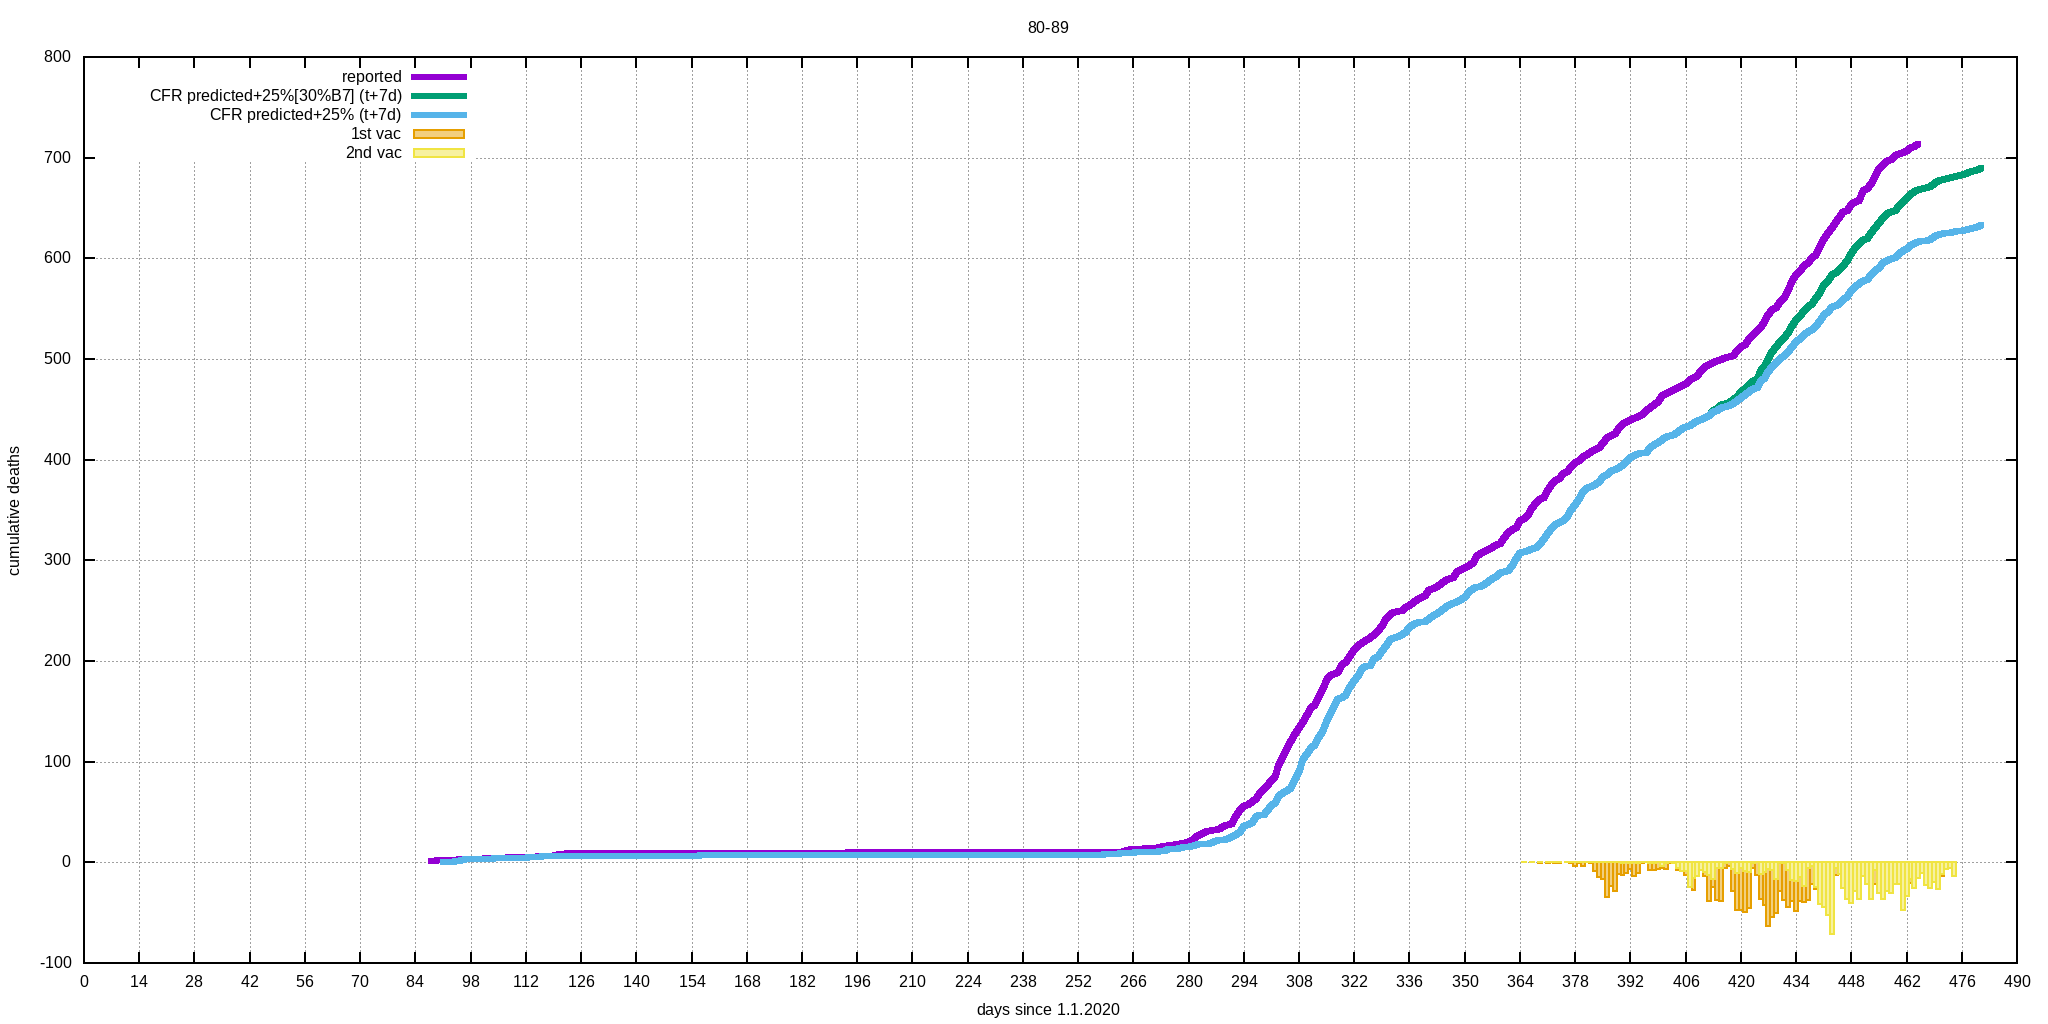 80-89
800
700
600
500
400
300
200
100
0
-100
cumulative deaths
reported
CFR predicted+25%[30%B7] (t+7d)
CFR predicted+25% (t+7d)
1st vac
2nd vac
0 14 28 42 56 70 84 98 112 126 140 154 168 182 196 210 224 238 252 266 280 294 308 322 336 350 364 378 392 406 420 434 448 462 476 490
days since 1.1.2020